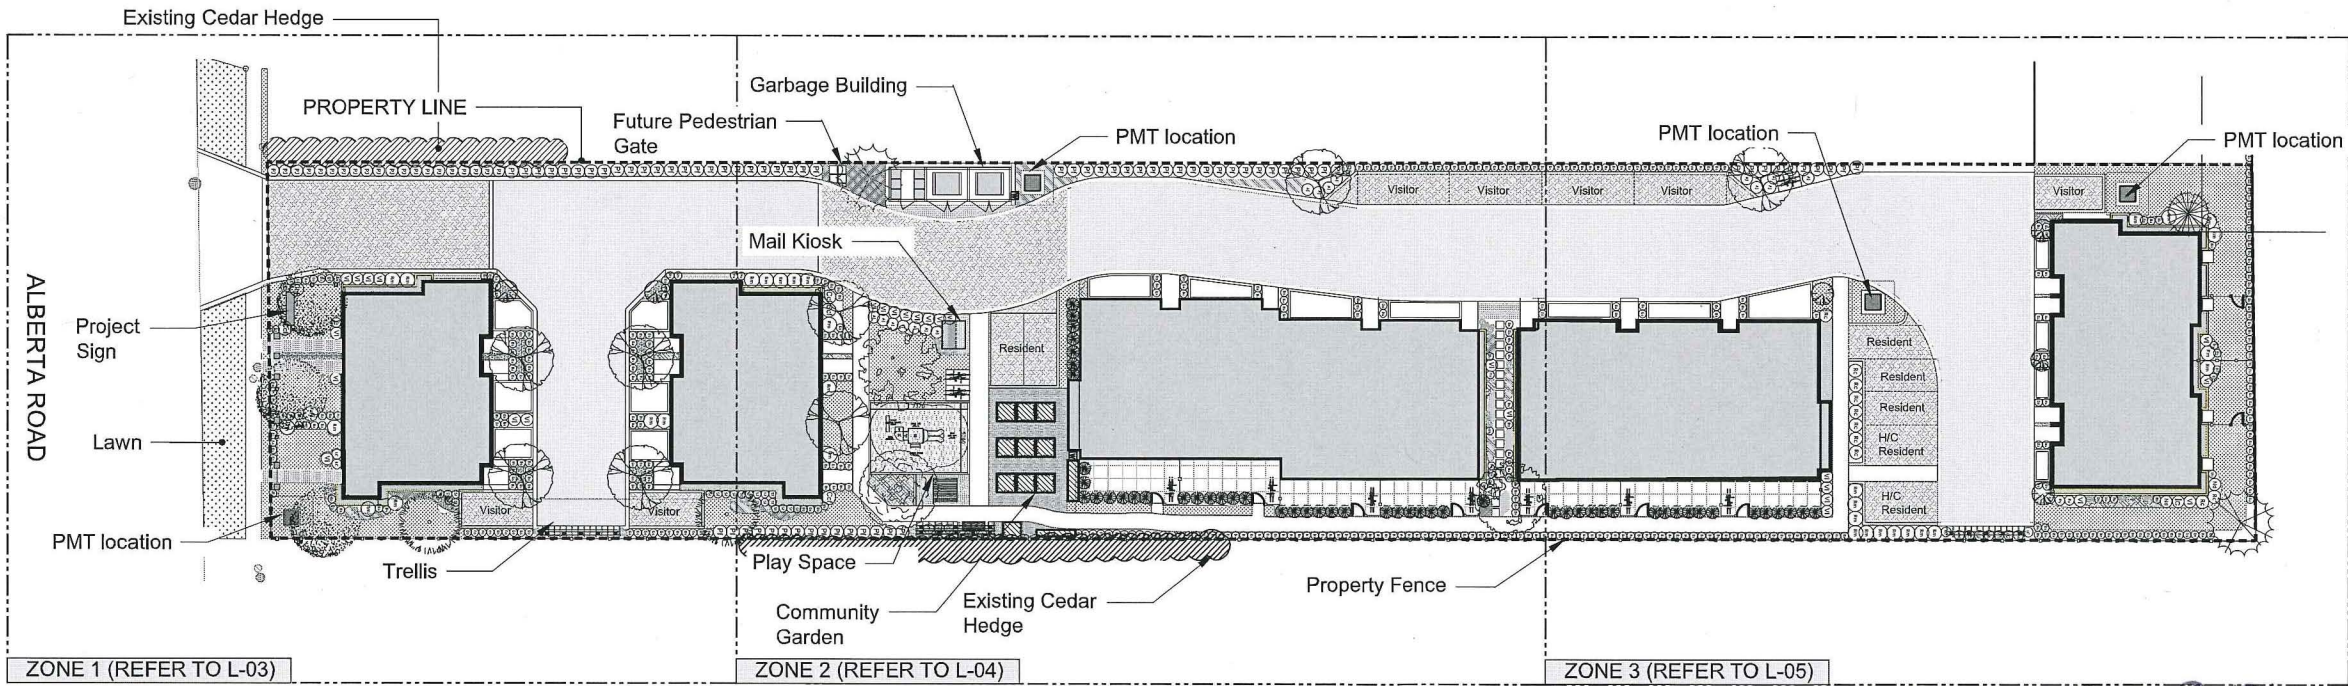 Existing Cedar Hedge
PROPERTY LINE
Garbage Building
Future Pedestrian
Gate
PMT location
PMT location
PMT location
Visitor
Visitor
Visitor
Visitor
Visitor
Mail Kiosk
ALBERTA ROAD
Project
Sign
Resident
Resident
Resident
Resident
H/C
Resident
H/C
Resident
Lawn
Visitor
Visitor
PMT location
Trellis
Play Space
Community
Garden
Existing Cedar
Hedge
Property Fence
ZONE 1 (REFER TO L-03)
ZONE 2 (REFER TO L-04)
ZONE 3 (REFER TO L-05)